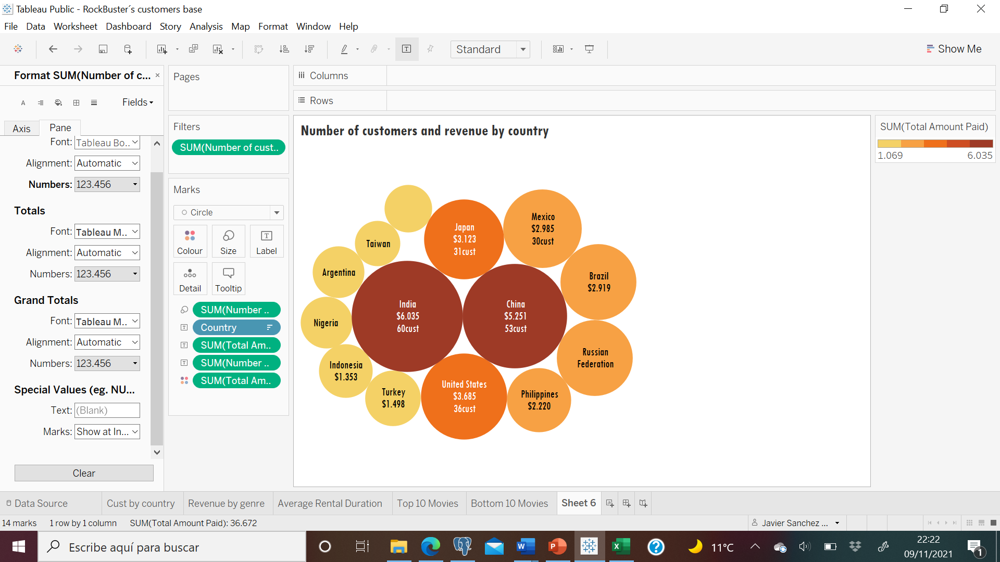 Tableau Public - RockBuster´s customers base
File Data Worksheet Dashboard Story Analysis Map Format Window Help
Standard
Show Me
Format SUM(Number of c... ×
Fields
Axis Pane
Font: Tableau Bo..
Alignment: Automatic
Numbers: 123.456
Totals
Font: Tableau M..
Alignment: Automatic
Numbers: 123.456
Grand Totals
Font: Tableau M..
Alignment: Automatic
Numbers: 123.456
Special Values (eg. NU...
Text: (Blank)
Marks: Show at In...
Clear
Pages
Filters
SUM(Number of cust..
Marks
Circle
Colour Size Label
Detail Tooltip
SUM(Number ..
Country
SUM(Total Am..
SUM(Number ..
SUM(Total Am..
Columns
Rows
Number of customers and revenue by country
Japan
$3.123
31cust
Mexico
$2.985
30cust
Taiwan
Argentina
Brazil
$2.919
India
$6.035
60cust
China
$5.251
53cust
Nigeria
Russian
Federation
Indonesia
$1.353
Turkey
$1.498
United States
$3.685
36cust
Philippines
$2.220
SUM(Total Amount Paid)
1.069 6.035
Data Source Cust by country Revenue by genre Average Rental Duration Top 10 Movies Bottom 10 Movies Sheet 6
14 marks 1 row by 1 column SUM(Total Amount Paid): 36.672
Javier Sanchez ...
Escribe aquí para buscar
11°C
22:22
09/11/2021
1